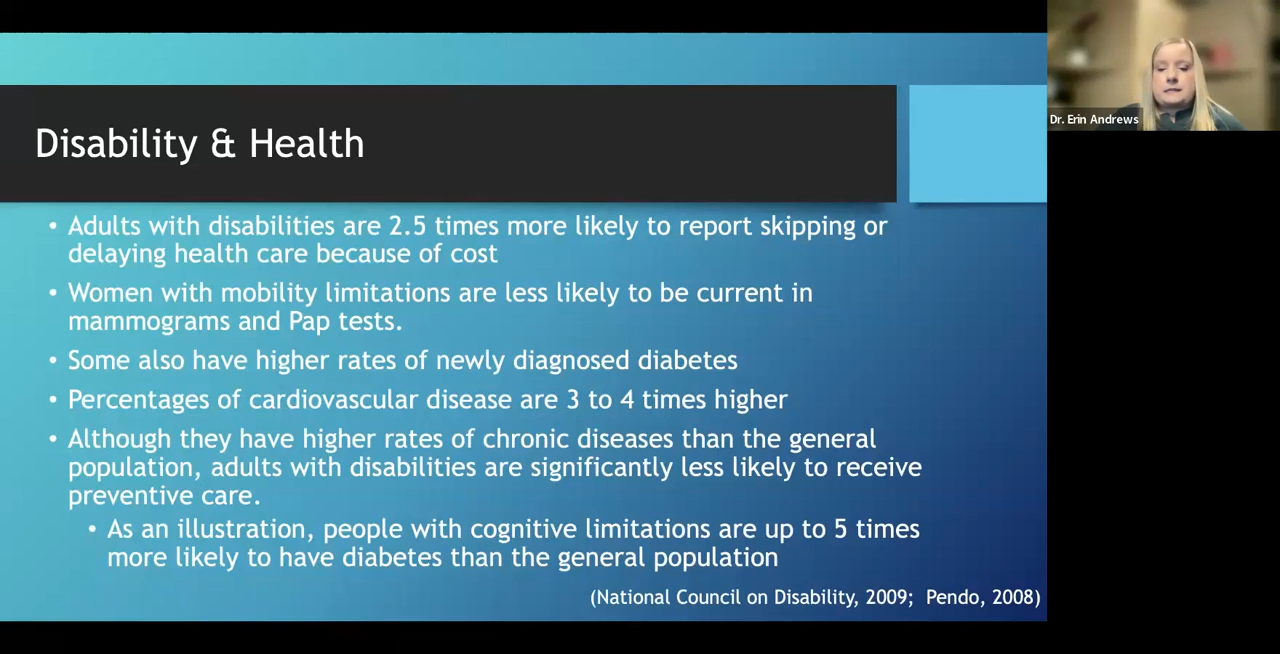 Disability & Health
• Adults with disabilities are 2.5 times more likely to report skipping or
delaying health care because of cost
• Women with mobility limitations are less likely to be current in
mammograms and Pap tests.
• Some also have higher rates of newly diagnosed diabetes
• Percentages of cardiovascular disease are 3 to 4 times higher
• Although they have higher rates of chronic diseases than the general
population, adults with disabilities are significantly less likely to receive
preventive care.
• As an illustration, people with cognitive limitations are up to 5 times
more likely to have diabetes than the general population
(National Council on Disability, 2009; Pendo, 2008)
Dr. Erin Andrews